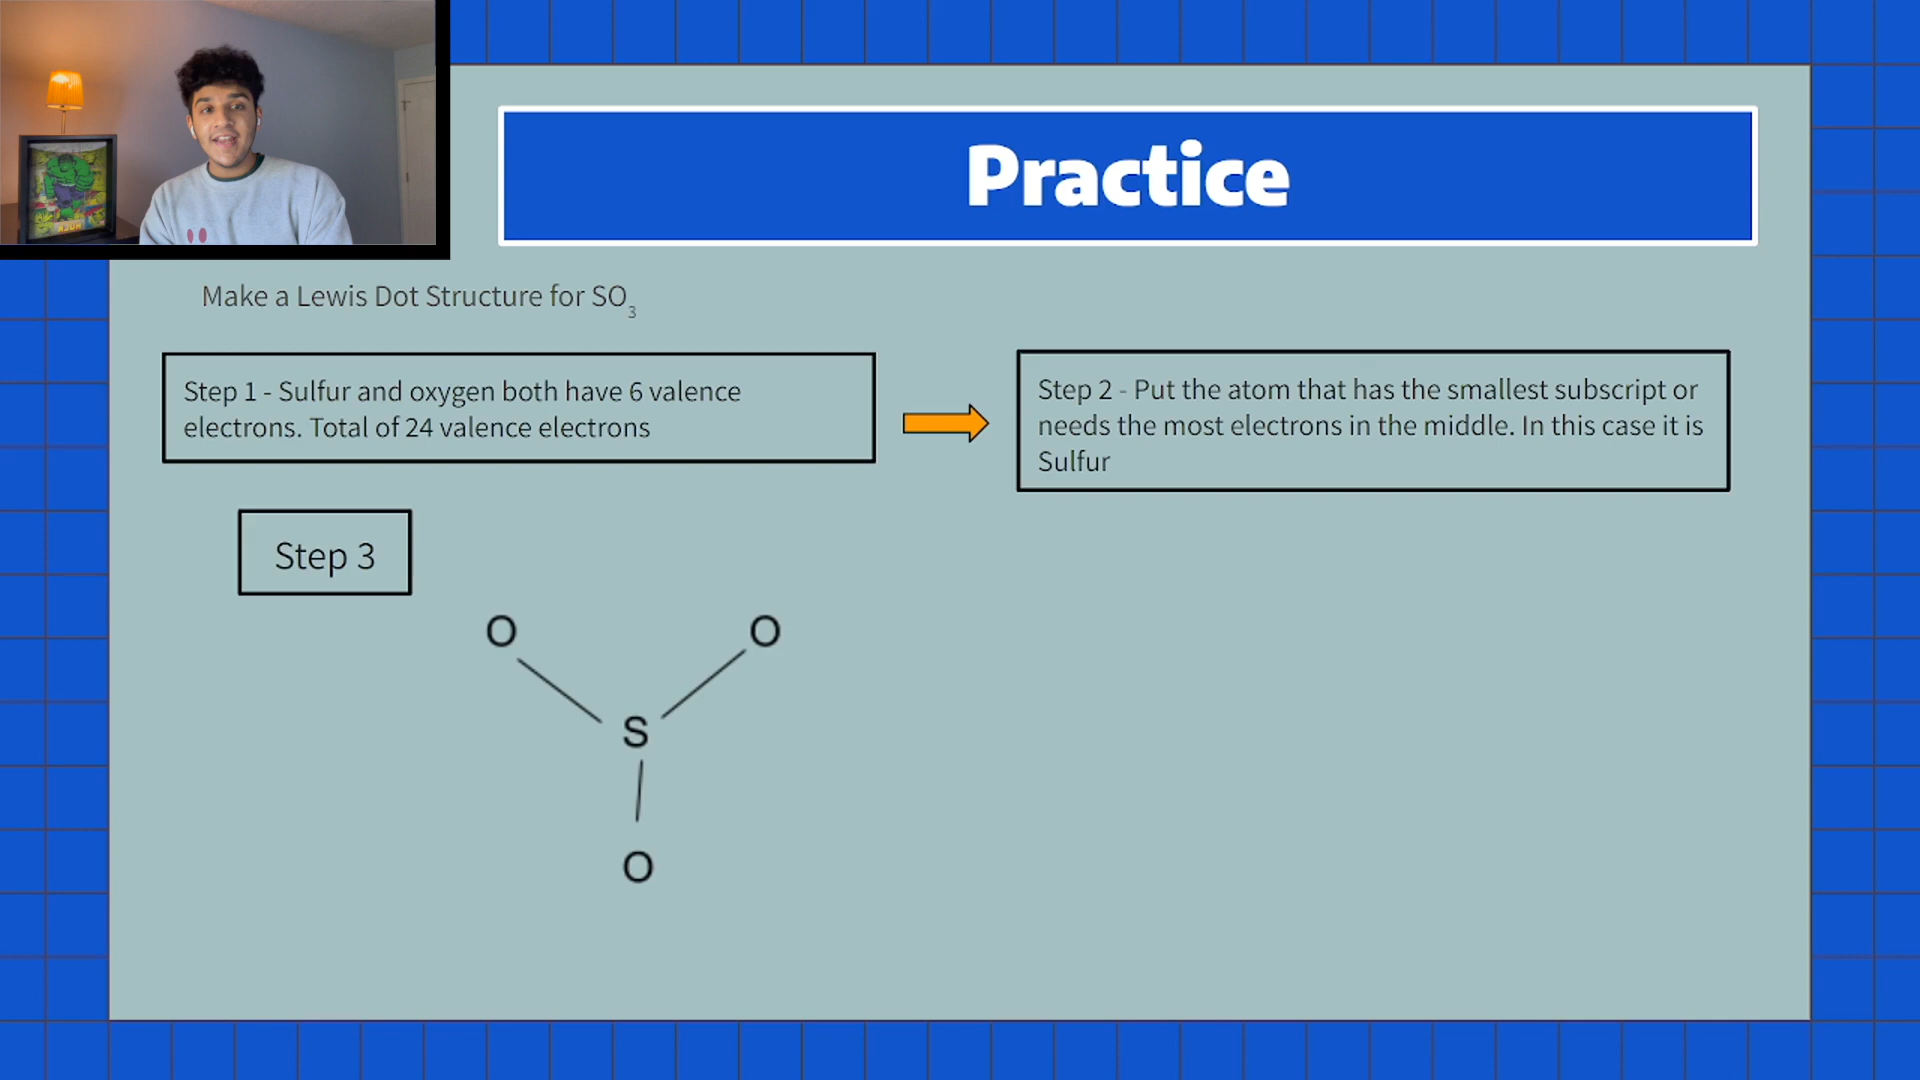 Practice
Make a Lewis Dot Structure for SO3
Step 1 - Sulfur and oxygen both have 6 valence
electrons. Total of 24 valence electrons
Step 2 - Put the atom that has the smallest subscript or
needs the most electrons in the middle. In this case it is
Sulfur
Step 3
O O
S
O